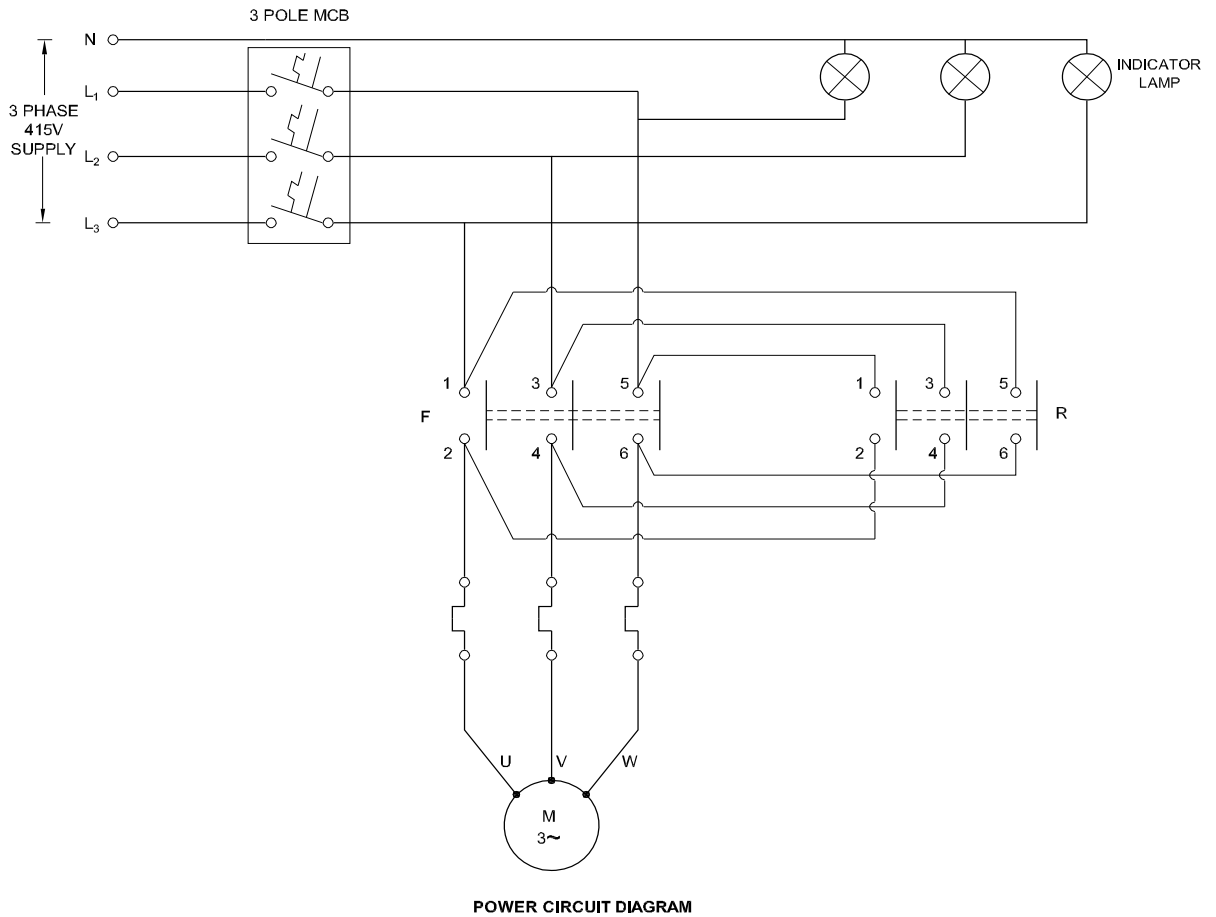 3 POLE MCB
N
L₁
3 PHASE
415V
SUPPLY
L₂
L₃
INDICATOR
LAMP
1 3 5 1 3 5
F R
2 4 6 2 4 6
U V W
M
3~
POWER CIRCUIT DIAGRAM